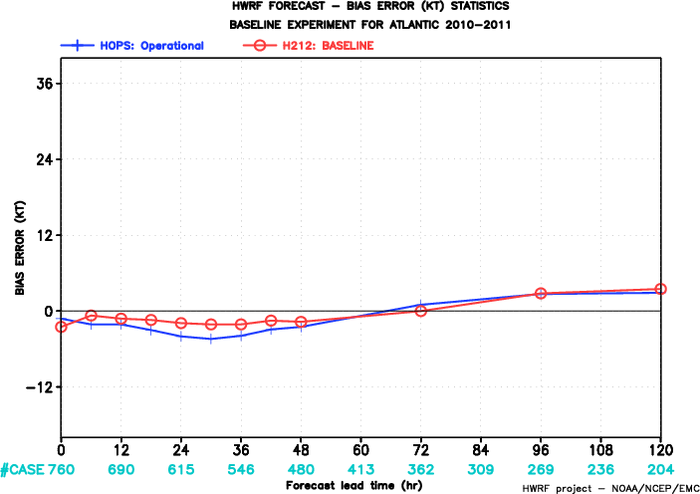 HWRF FORECAST – BIAS ERROR (KT) STATISTICS
BASELINE EXPERIMENT FOR ATLANTIC 2010–2011
HOPS: Operational H212: BASELINE
36
24
12
0
−12
BIAS ERROR (KT)
0 12 24 36 48 60 72 84 96 108 120
#CASE 760 690 615 546 480 413 362 309 269 236 204
Forecast lead time (hr)
HWRF project – NOAA/NCEP/EMC